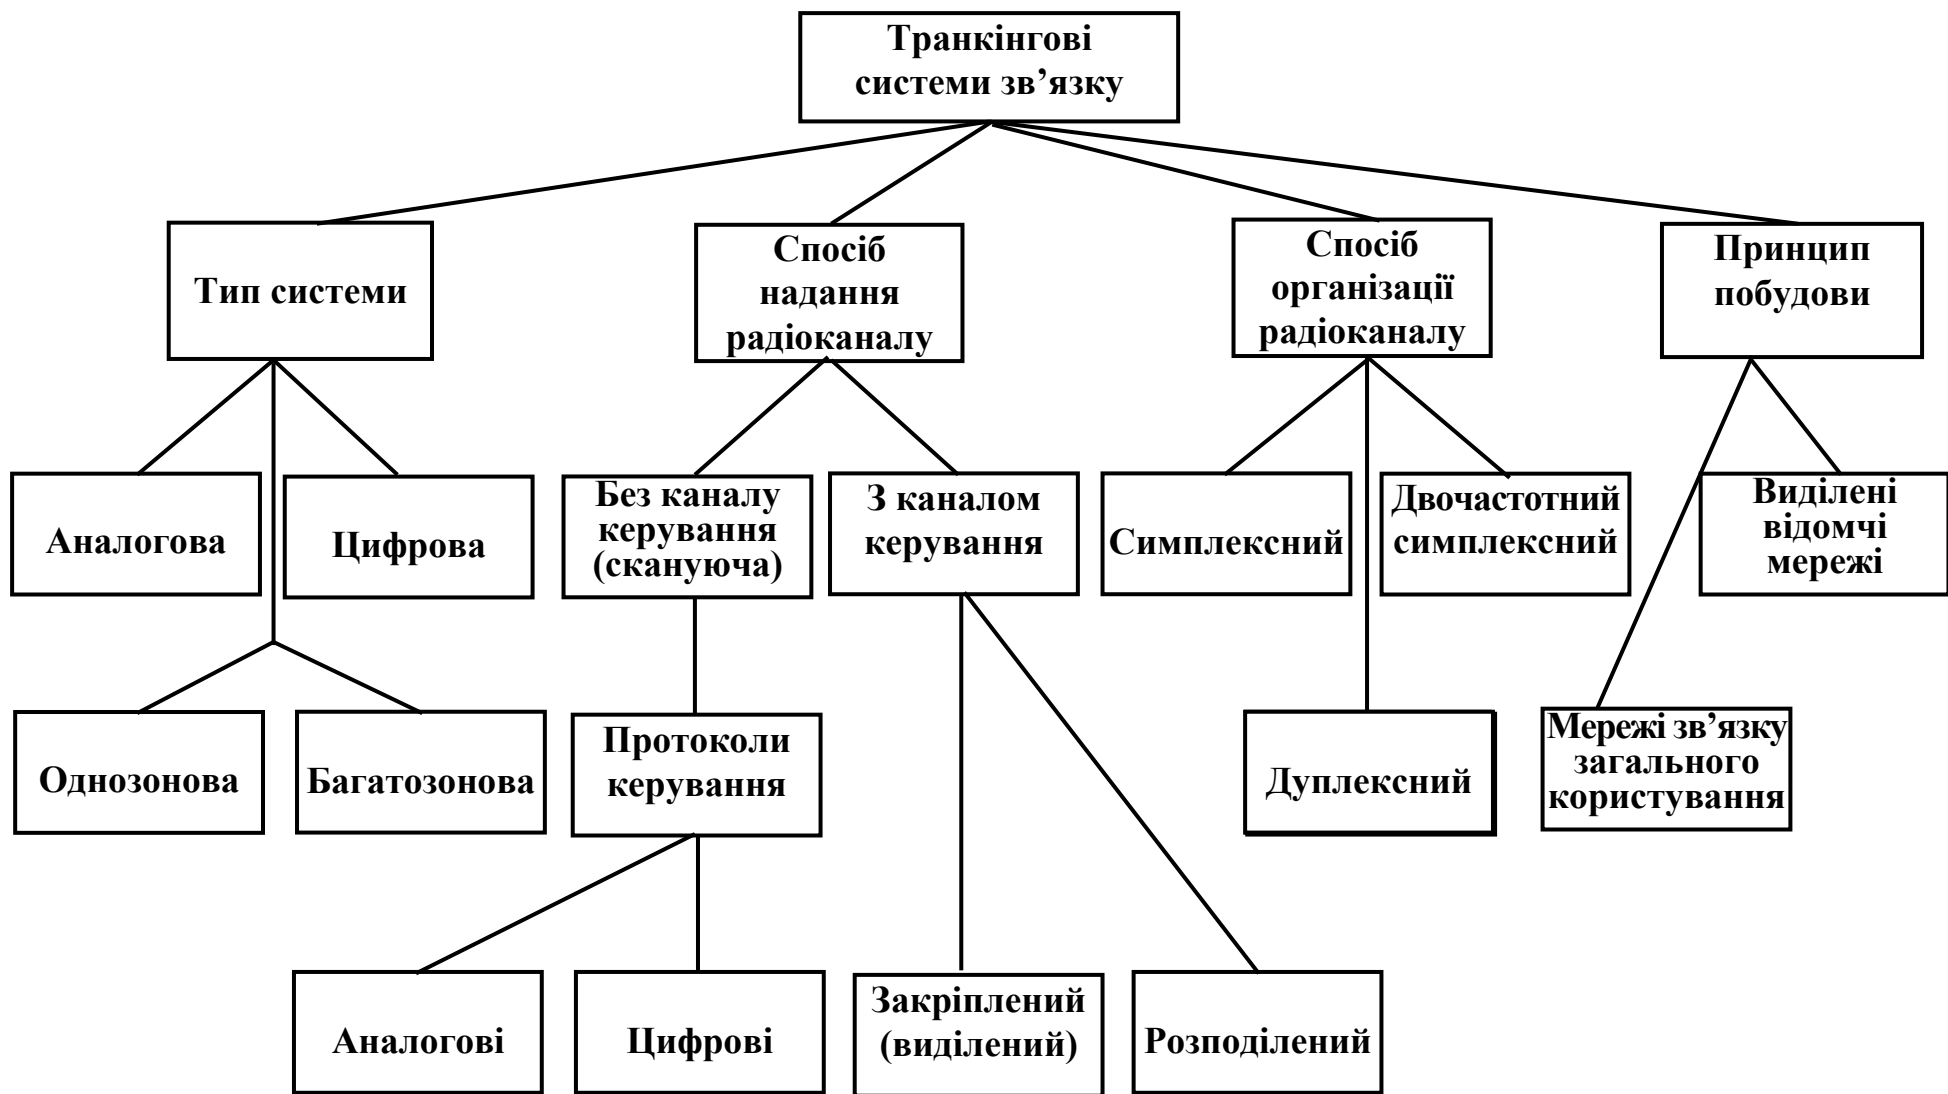 Транкінгові
системи зв’язку
Тип системи
Спосіб
надання
радіоканалу
Спосіб
організації
радіоканалу
Принцип
побудови
Аналогова
Цифрова
Без каналу
керування
(скануюча)
З каналом
керування
Симплексний
Двочастотний
симплексний
Виділені
відомчі
мережі
Однозонова
Багатозонова
Протоколи
керування
Дуплексний
Мережі зв’язку
загального
користування
Аналогові
Цифрові
Закріплений
(виділений)
Розподілений